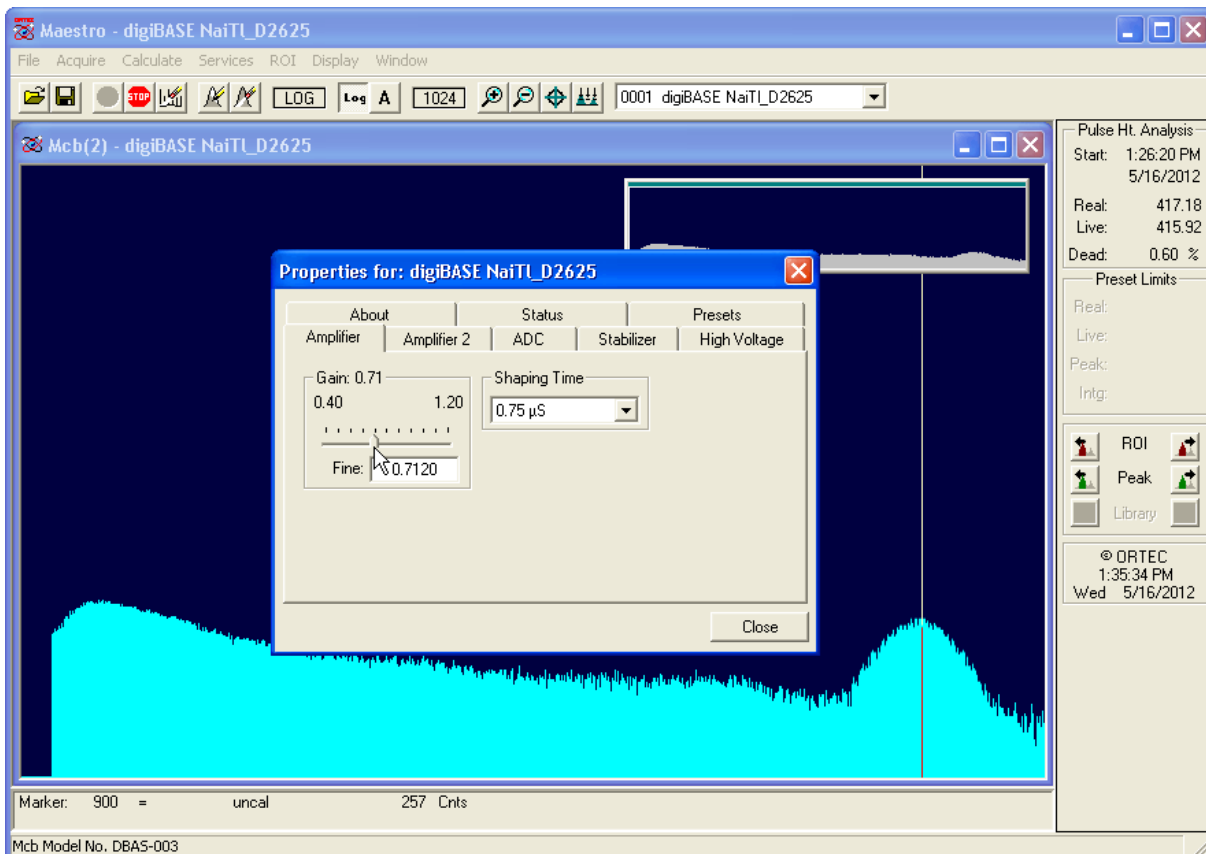 Maestro - digiBASE NaiTl_D2625
File Acquire Calculate Services ROI Display Window
STOP LOG Log A 1024 0001 digiBASE NaiTl_D2625
Mcb(2) - digiBASE NaiTl_D2625
Properties for: digiBASE NaiTl_D2625
About Status Presets
Amplifier Amplifier 2 ADC Stabilizer High Voltage
Gain: 0.71
0.40 1.20
Fine: 0.7120
Shaping Time
0.75 µS
Close
Pulse Ht. Analysis
Start: 1:26:20 PM
5/16/2012
Real: 417.18
Live: 415.92
Dead: 0.60 %
Preset Limits
Real:
Live:
Peak:
Intg:
ROI
Peak
Library
© ORTEC
1:35:34 PM
Wed 5/16/2012
Marker: 900 = uncal 257 Cnts
Mcb Model No. DBAS-003